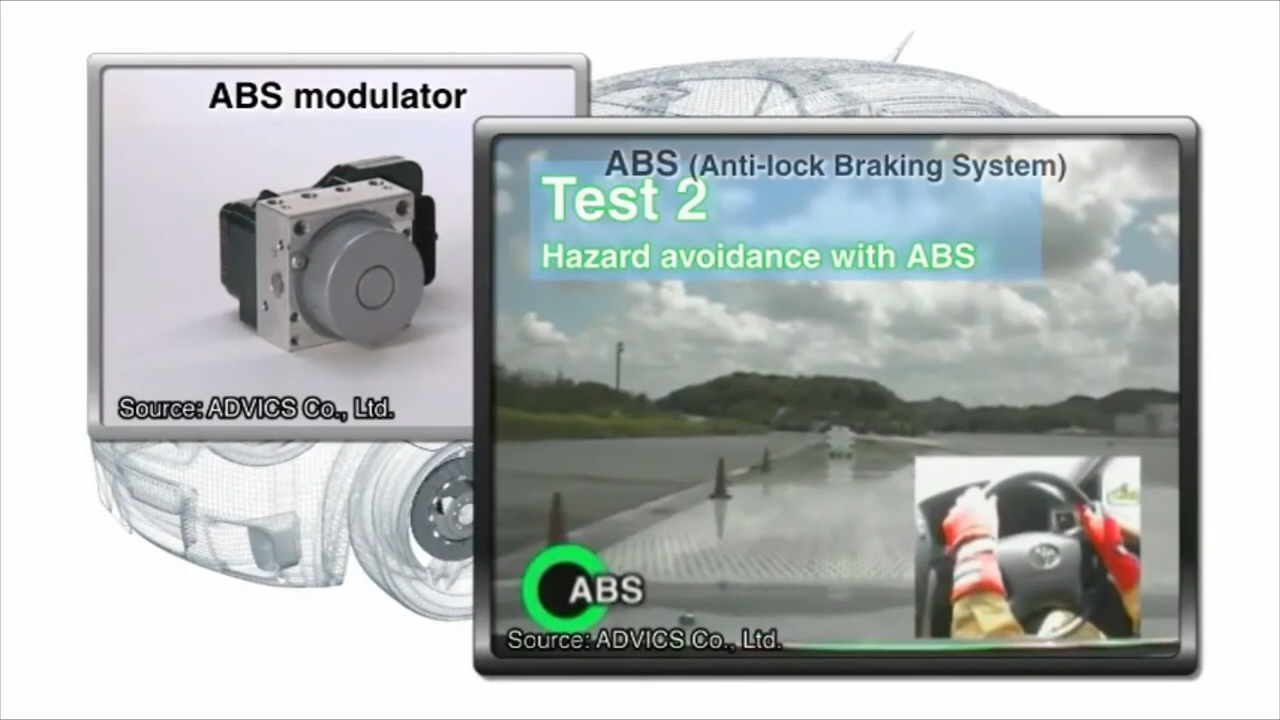 ABS modulator
Source: ADVICS Co., Ltd.
ABS (Anti-lock Braking System)
Test 2
Hazard avoidance with ABS
ABS
Source: ADVICS Co., Ltd.